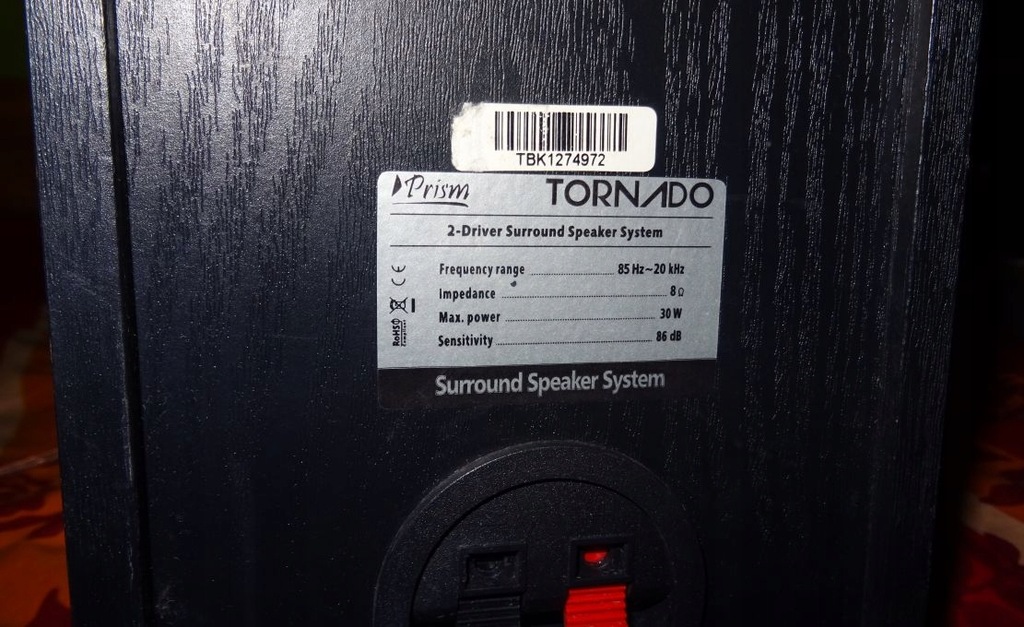 TBK1274972
Prism TORNADO
2-Driver Surround Speaker System
Frequency range 85 Hz~20 kHz
CE
Impedance 8 Ω
Max. power 30 W
RoHS
Sensitivity 86 dB
Surround Speaker System